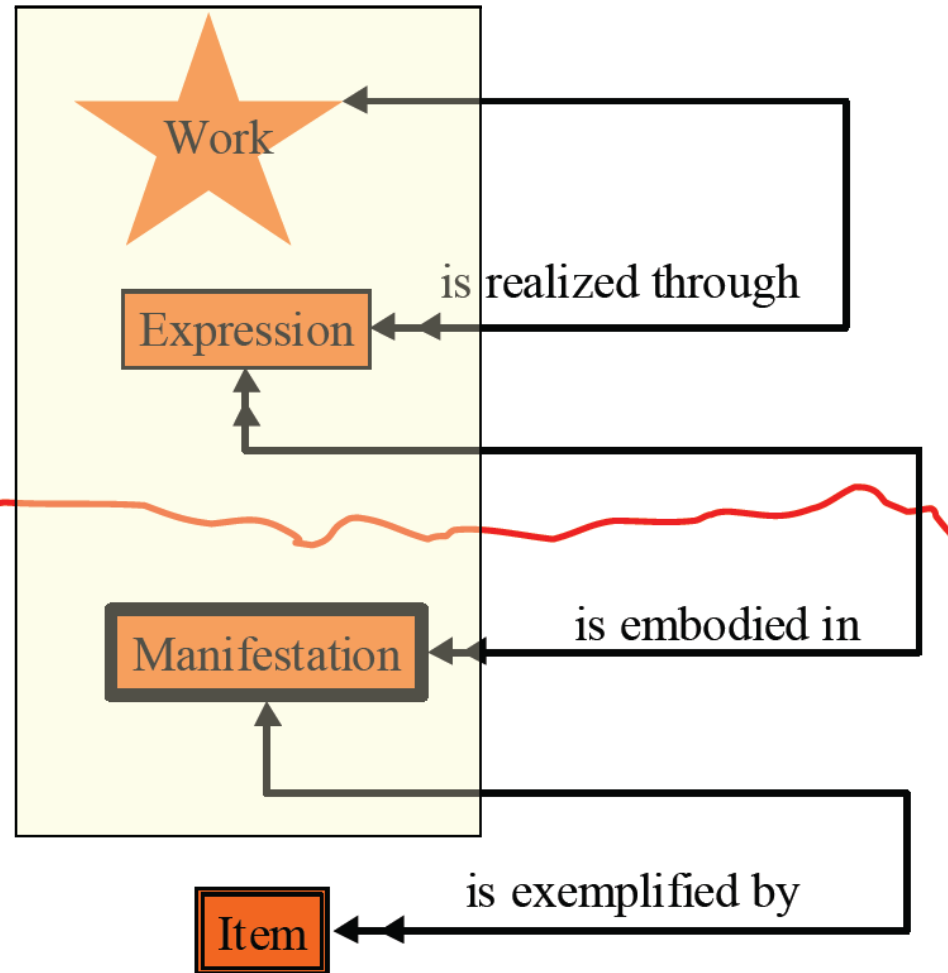 Work
is realized through
Expression
is embodied in
Manifestation
is exemplified by
Item